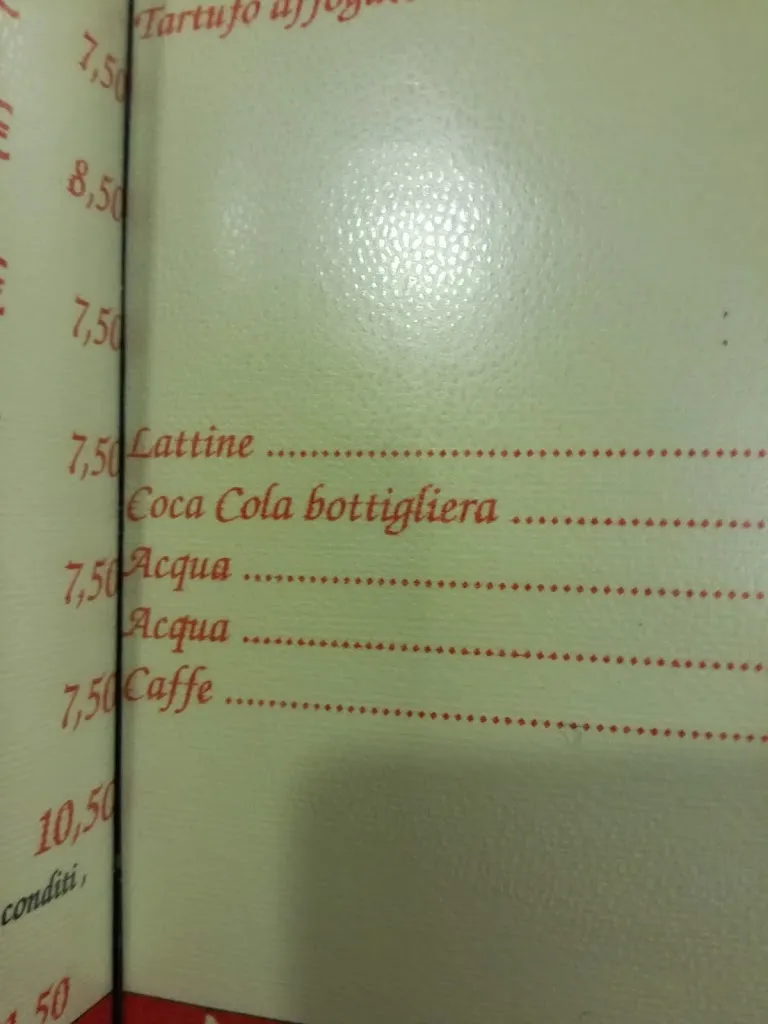 7,50
8,50
7,50
7,50
7,50
7,50
10,50
conditi,
Tartufo
Lattine
Coca Cola bottigliera
Acqua
Acqua
Caffe